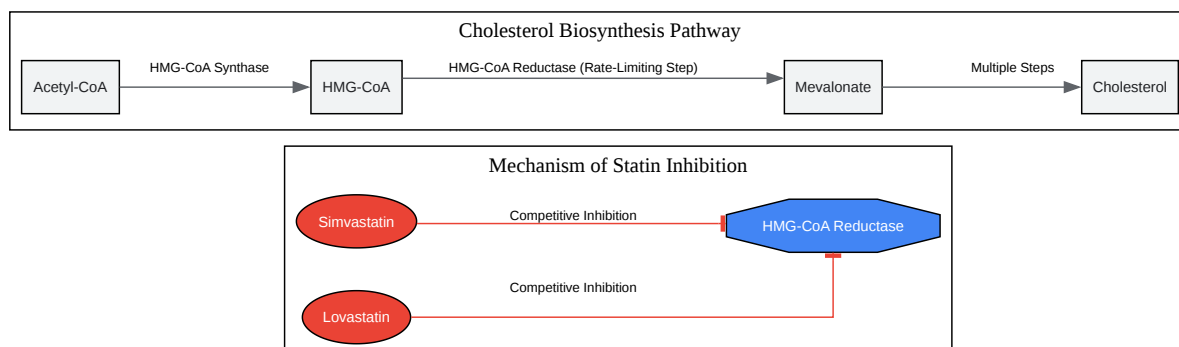 Cholesterol Biosynthesis Pathway
Acetyl-CoA
HMG-CoA Synthase
HMG-CoA
HMG-CoA Reductase (Rate-Limiting Step)
Mevalonate
Multiple Steps
Cholesterol
Mechanism of Statin Inhibition
Simvastatin
Competitive Inhibition
HMG-CoA Reductase
Lovastatin
Competitive Inhibition